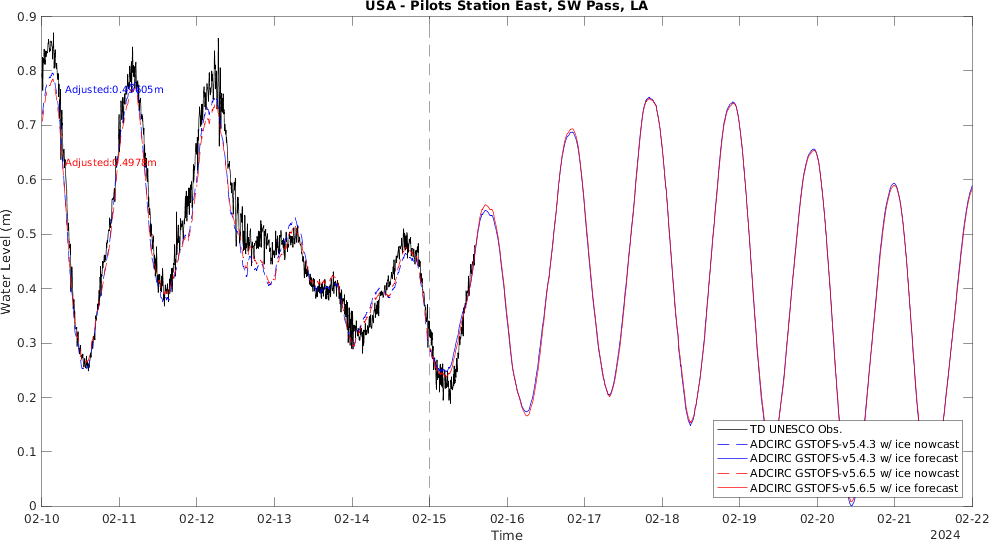 USA - Pilots Station East, SW Pass, LA
0.9
0.8
0.7
0.6
0.5
0.4
0.3
0.2
0.1
0
Water Level (m)
Adjusted:0.49605m
Adjusted:0.4978m
TD UNESCO Obs.
ADCIRC GSTOFS-v5.4.3 w/ ice nowcast
ADCIRC GSTOFS-v5.4.3 w/ ice forecast
ADCIRC GSTOFS-v5.6.5 w/ ice nowcast
ADCIRC GSTOFS-v5.6.5 w/ ice forecast
02-10 02-11 02-12 02-13 02-14 02-15 02-16 02-17 02-18 02-19 02-20 02-21 02-22
Time
2024